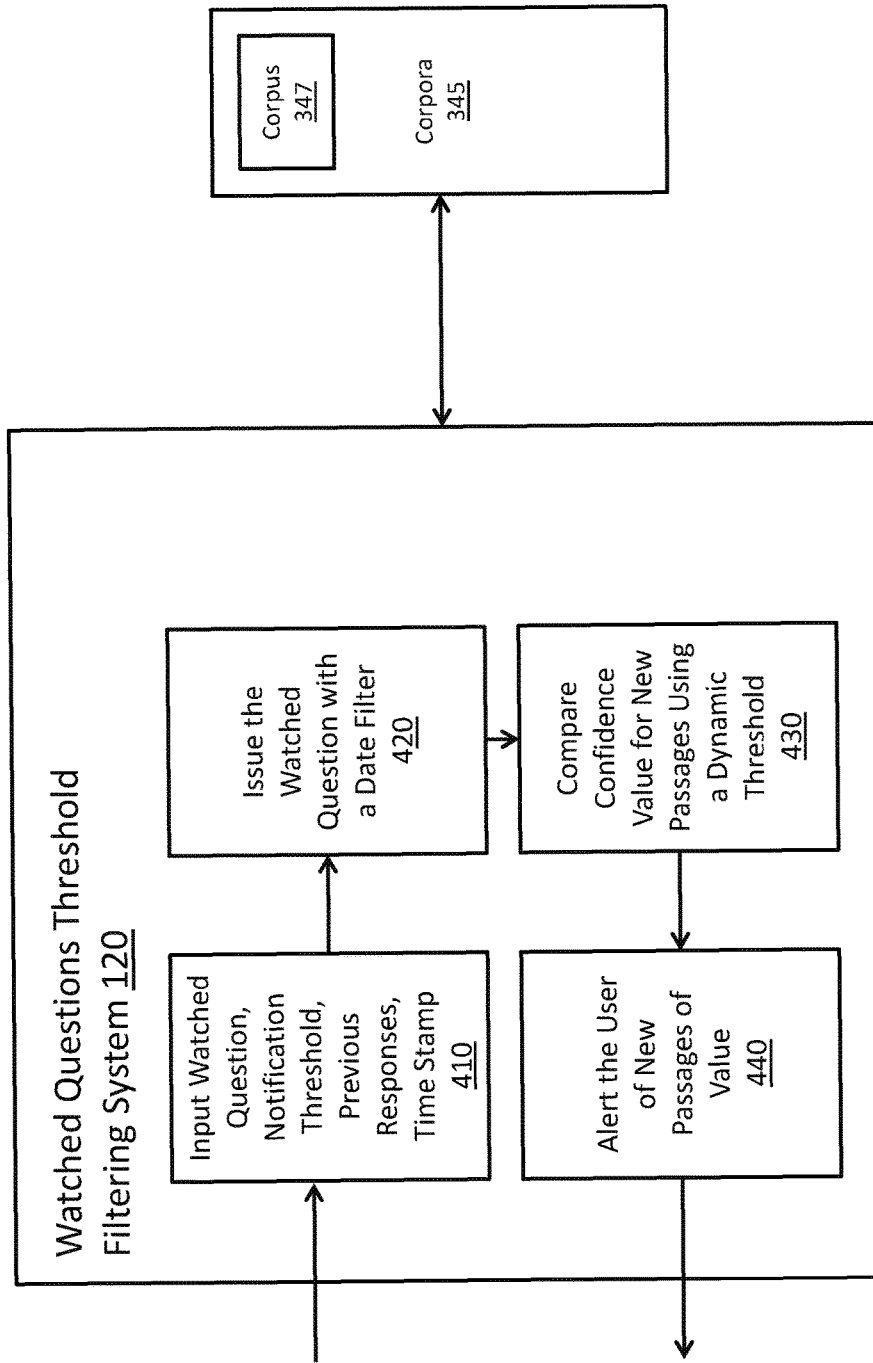 Watched Questions Threshold
Filtering System 120
Input Watched
Question,
Notification
Threshold,
Previous
Responses,
Time Stamp
410
Issue the
Watched
Question with
a Date Filter
420
Compare
Confidence
Value for New
Passages Using
a Dynamic
Threshold
430
Alert the User
of New
Passages of
Value
440
Corpus
347
Corpora
345